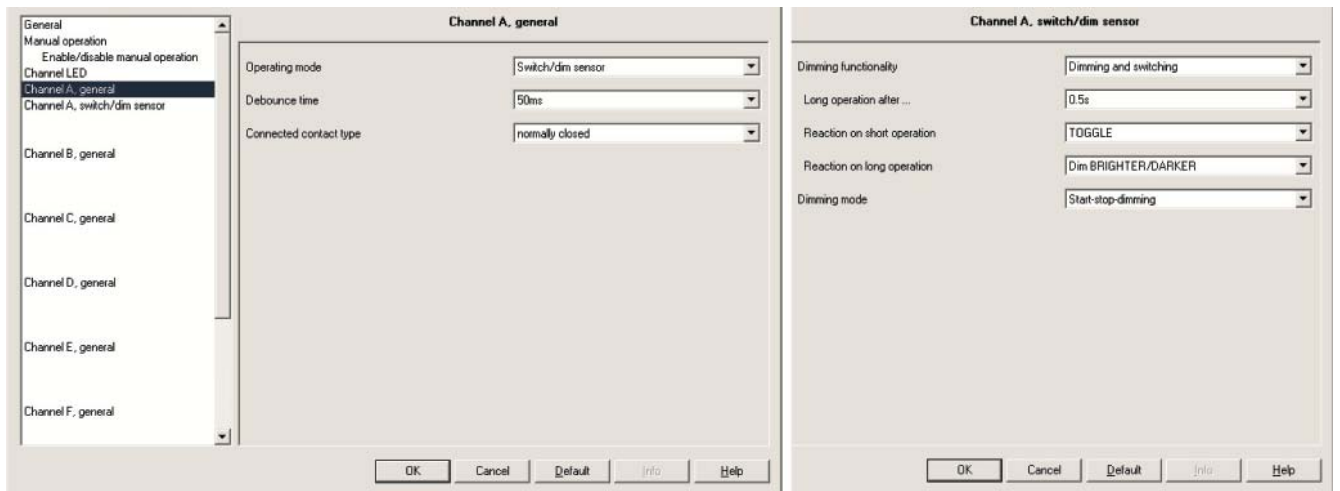 General
Manual operation
Enable/disable manual operation
Channel LED
Channel A, general
Channel A, switch/dim sensor
Channel B, general
Channel C, general
Channel D, general
Channel E, general
Channel F, general
Channel A, general
Operating mode Switch/dim sensor
Debounce time 50ms
Connected contact type normally closed
OK Cancel Default Info Help
Channel A, switch/dim sensor
Dimming functionality Dimming and switching
Long operation after ... 0.5s
Reaction on short operation TOGGLE
Reaction on long operation Dim BRIGHTER/DARKER
Dimming mode Start-stop-dimming
OK Cancel Default Info Help